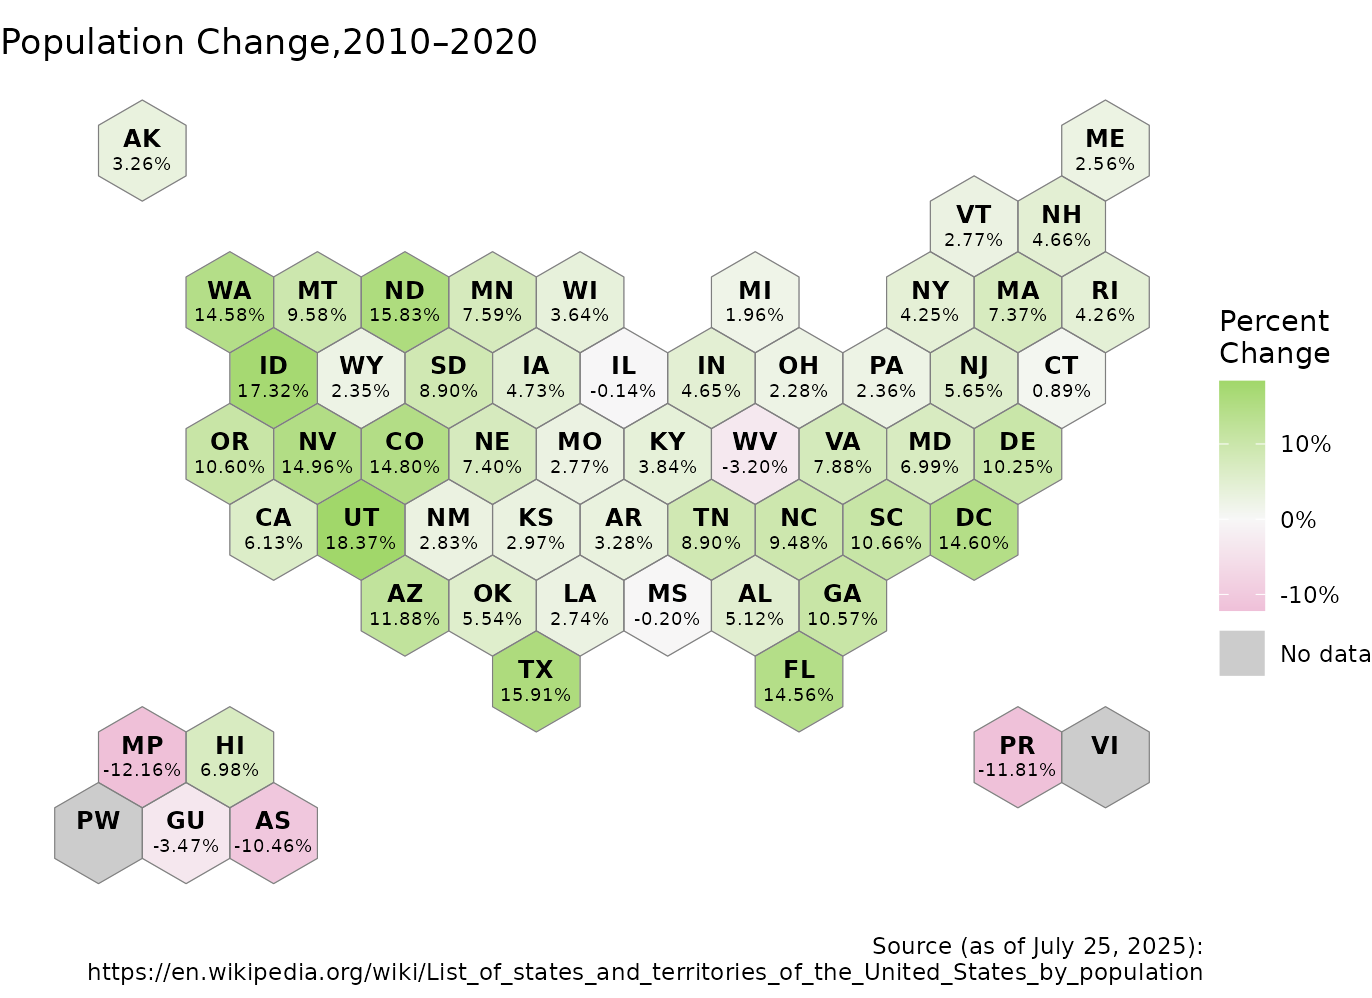 Population Change,2010–2020
AK
3.26%
ME
2.56%
VT
2.77%
NH
4.66%
WA
14.58%
MT
9.58%
ND
15.83%
MN
7.59%
WI
3.64%
MI
1.96%
NY
4.25%
MA
7.37%
RI
4.26%
ID
17.32%
WY
2.35%
SD
8.90%
IA
4.73%
IL
-0.14%
IN
4.65%
OH
2.28%
PA
2.36%
NJ
5.65%
CT
0.89%
OR
10.60%
NV
14.96%
CO
14.80%
NE
7.40%
MO
2.77%
KY
3.84%
WV
-3.20%
VA
7.88%
MD
6.99%
DE
10.25%
CA
6.13%
UT
18.37%
NM
2.83%
KS
2.97%
AR
3.28%
TN
8.90%
NC
9.48%
SC
10.66%
DC
14.60%
AZ
11.88%
OK
5.54%
LA
2.74%
MS
-0.20%
AL
5.12%
GA
10.57%
TX
15.91%
FL
14.56%
MP
-12.16%
HI
6.98%
PR
-11.81%
VI
PW
GU
-3.47%
AS
-10.46%
Percent
Change
10%
0%
-10%
No data
Source (as of July 25, 2025):
https://en.wikipedia.org/wiki/List_of_states_and_territories_of_the_United_States_by_population